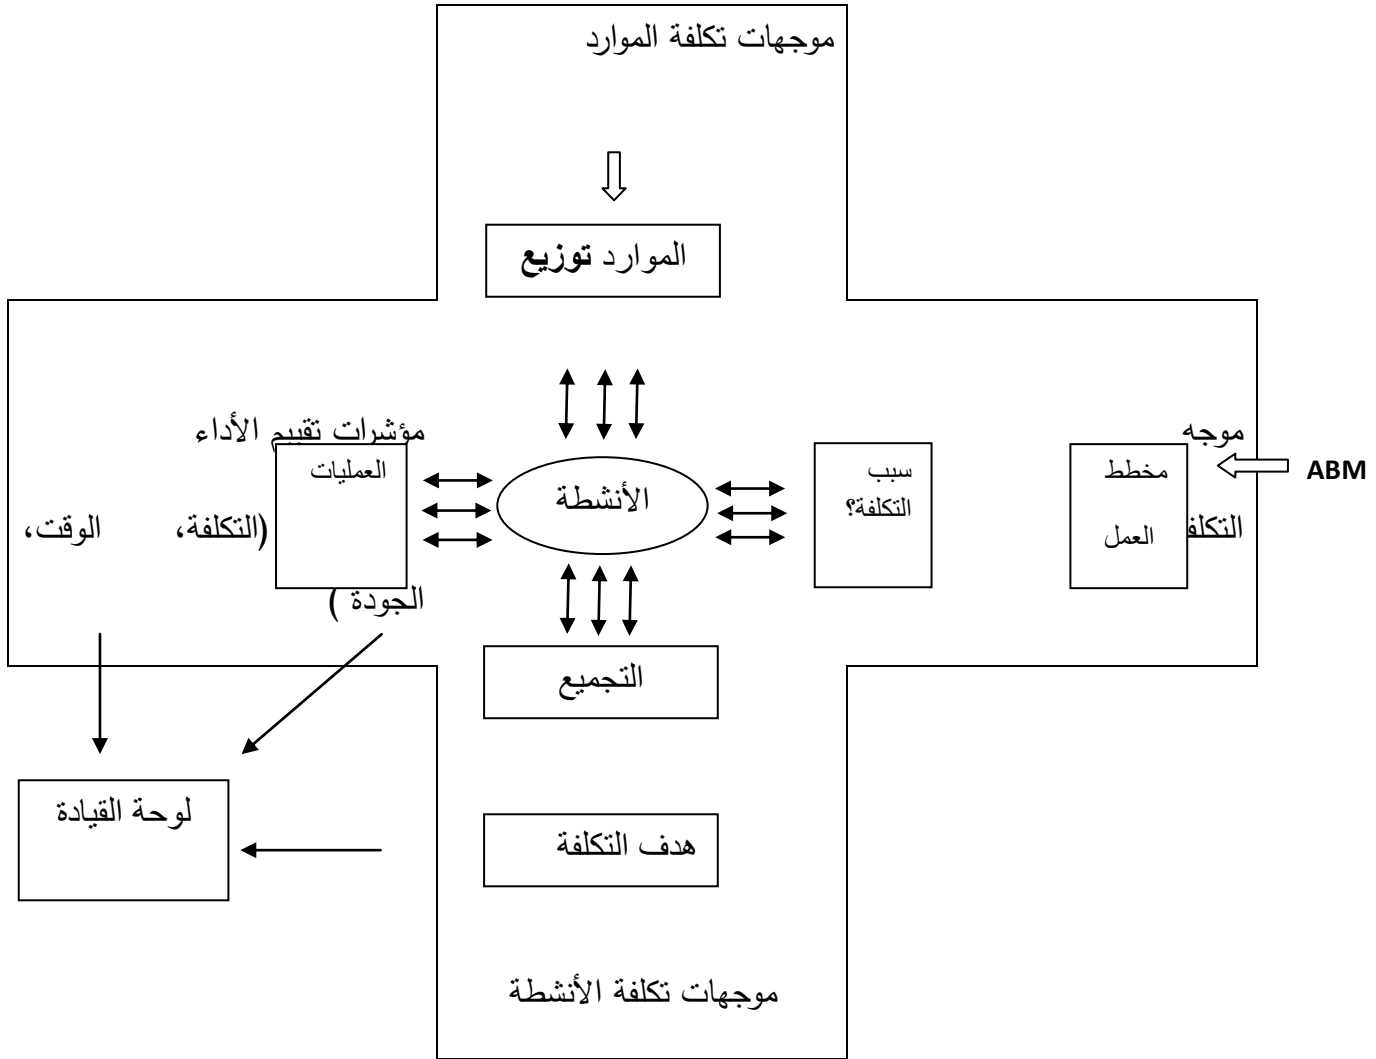 موجهات تكلفة الموارد
الموارد توزيع
مؤشرات تقييم الأداء
(التكلفة، الوقت،
الجودة )
العمليات
الأنشطة
سبب
التكلفة؟
موجه
مخطط
العمل
ABM
التجميع
لوحة القيادة
هدف التكلفة
موجهات تكلفة الأنشطة